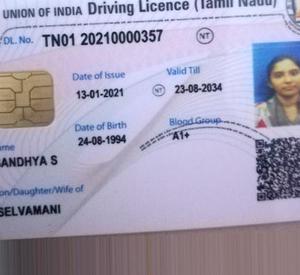 UNION OF INDIA Driving Licence (Tamil Nadu)
DL. No. TN01 20210000357 NT
Date of Issue Valid Till
13-01-2021 NT 23-08-2034
Date of Birth Blood Group
24-08-1994 A1+
ame
SANDHYA S
on/Daughter/Wife of
SELVAMANI